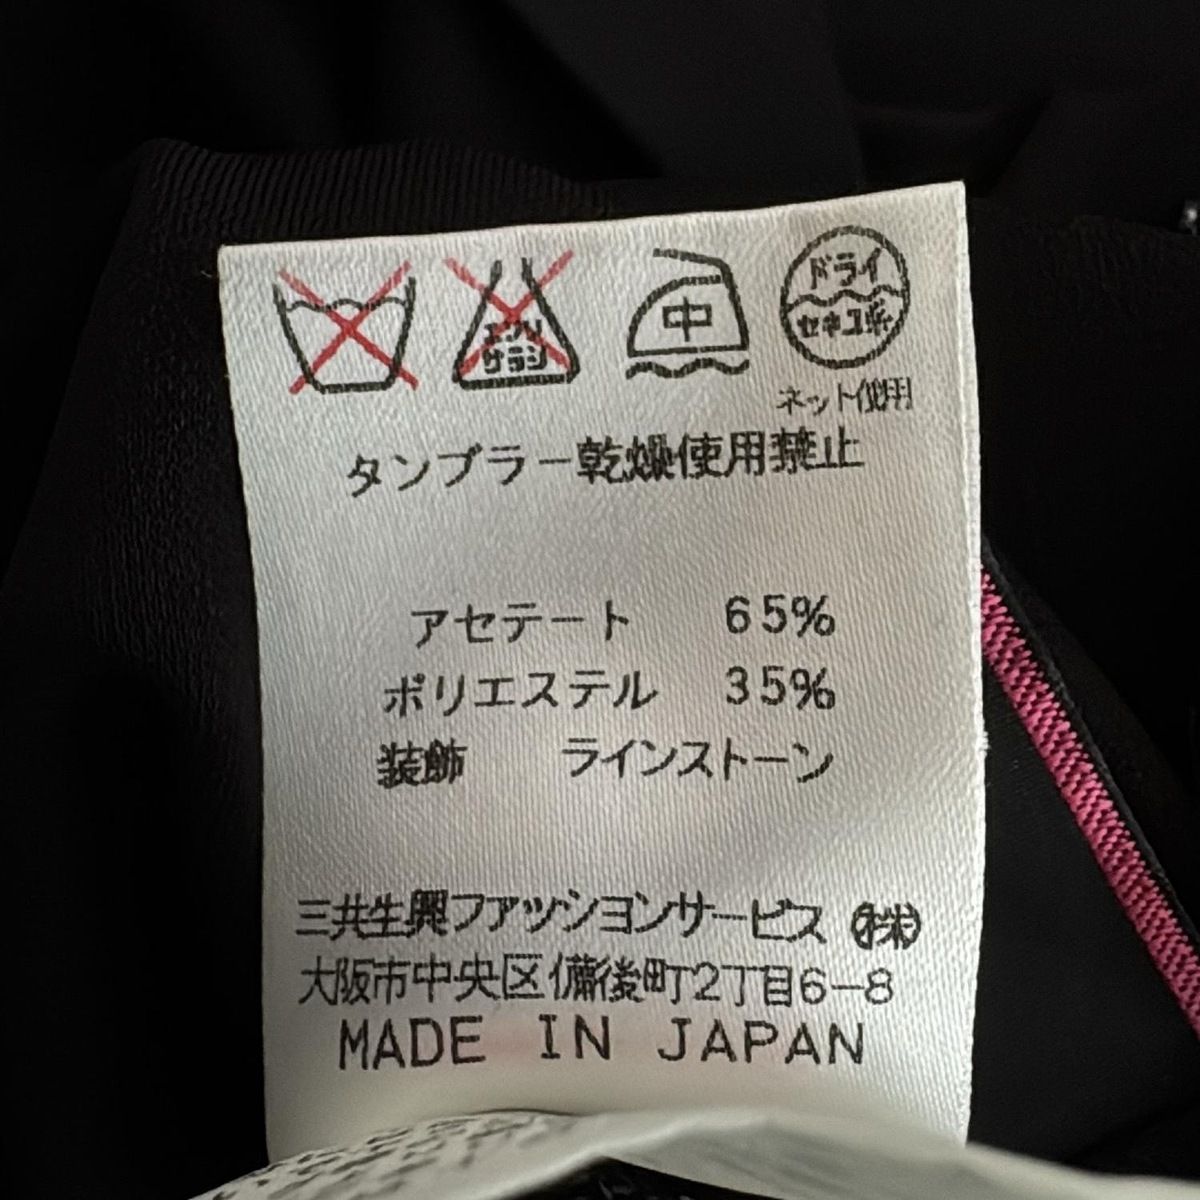 エンソ サラシ 中 ドライ セキユ系
ネット使用
タンブラー乾燥使用禁止
アセテート 65%
ポリエステル 35%
装飾 ラインストーン
三共生興ファッションサービス(株)
大阪市中央区備後町2丁目6-8
MADE IN JAPAN